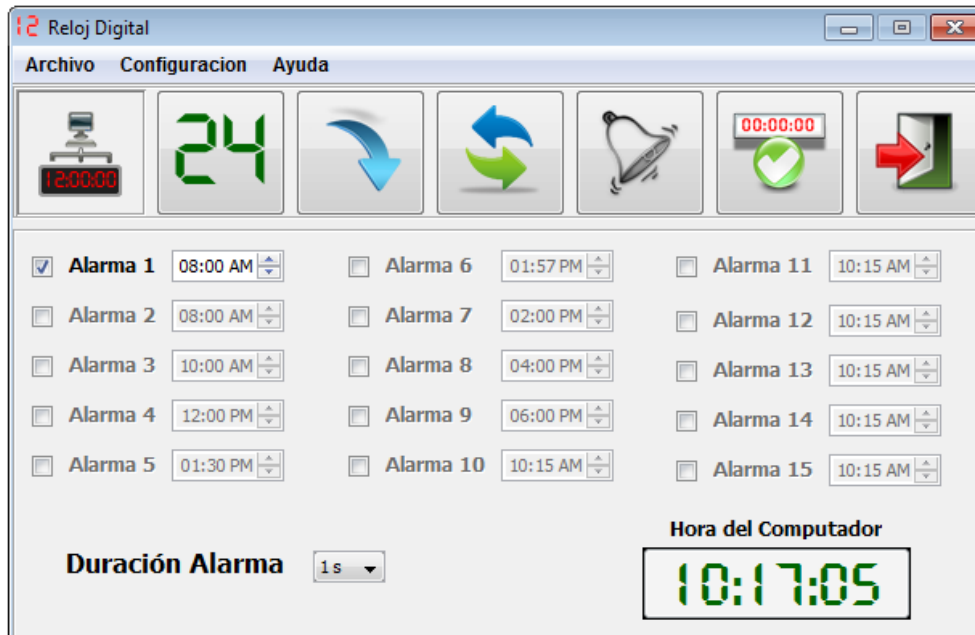 12 Reloj Digital
Archivo Configuracion Ayuda
12:00:00 24 00:00:00
Alarma 1 08:00 AM Alarma 6 01:57 PM Alarma 11 10:15 AM
Alarma 2 08:00 AM Alarma 7 02:00 PM Alarma 12 10:15 AM
Alarma 3 10:00 AM Alarma 8 04:00 PM Alarma 13 10:15 AM
Alarma 4 12:00 PM Alarma 9 06:00 PM Alarma 14 10:15 AM
Alarma 5 01:30 PM Alarma 10 10:15 AM Alarma 15 10:15 AM
Hora del Computador
Duración Alarma 1 s 10:17:05